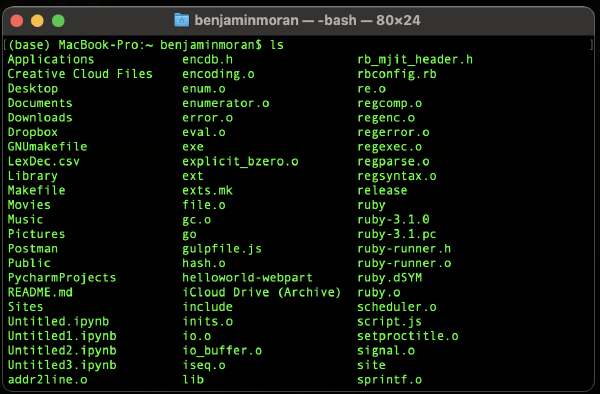 benjaminmoran — -bash — 80×24
(base) MacBook-Pro:~ benjaminmoran$ ls
Applications encdb.h rb_mjit_header.h
Creative Cloud Files encoding.o rbconfig.rb
Desktop enum.o re.o
Documents enumerator.o regcomp.o
Downloads error.o regenc.o
Dropbox eval.o regerror.o
GNUmakefile exe regexec.o
LexDec.csv explicit_bzero.o regparse.o
Library ext regsyntax.o
Makefile exts.mk release
Movies file.o ruby
Music gc.o ruby-3.1.0
Pictures go ruby-3.1.pc
Postman gulpfile.js ruby-runner.h
Public hash.o ruby-runner.o
PycharmProjects helloworld-webpart ruby.dSYM
README.md iCloud Drive (Archive) ruby.o
Sites include scheduler.o
Untitled.ipynb inits.o script.js
Untitled1.ipynb io.o setproctitle.o
Untitled2.ipynb io_buffer.o signal.o
Untitled3.ipynb iseq.o site
addr2line.o lib sprintf.o